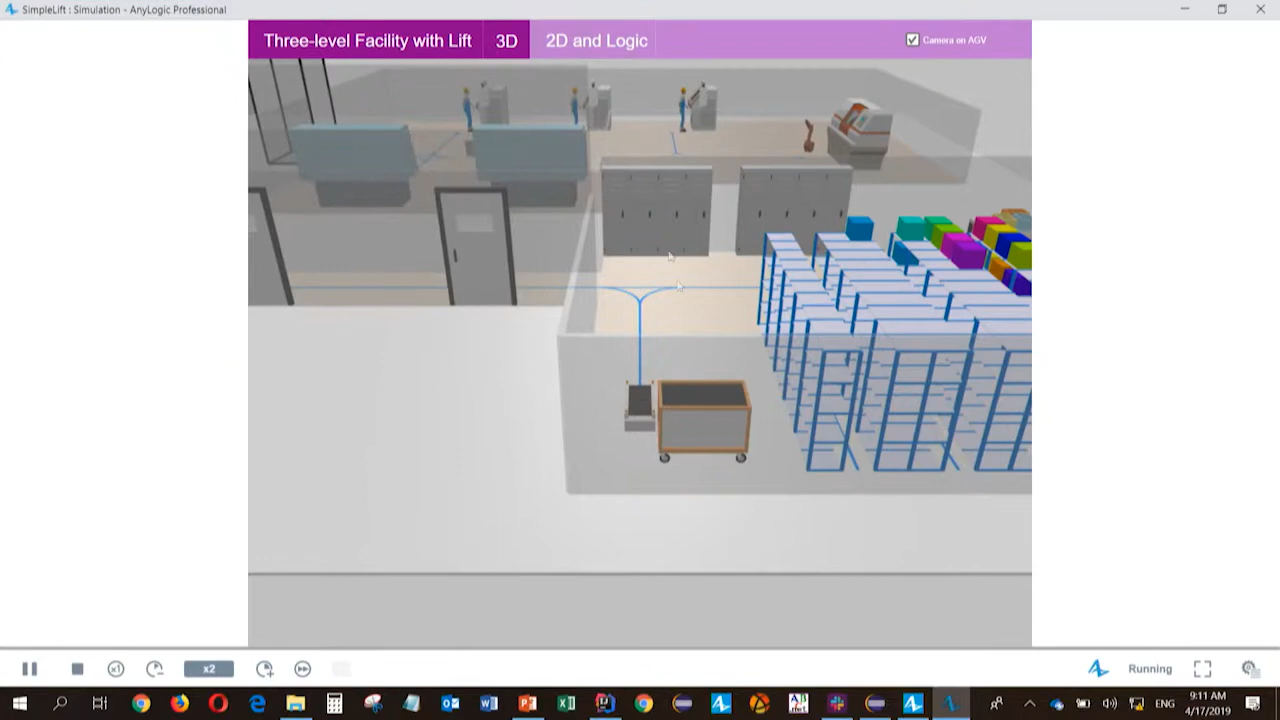 SimpleLift : Simulation - AnyLogic Professional
Three-level Facility with Lift
3D
2D and Logic
Camera on AGV
x1
x2
Running
ENG
9:11 AM
4/17/2019